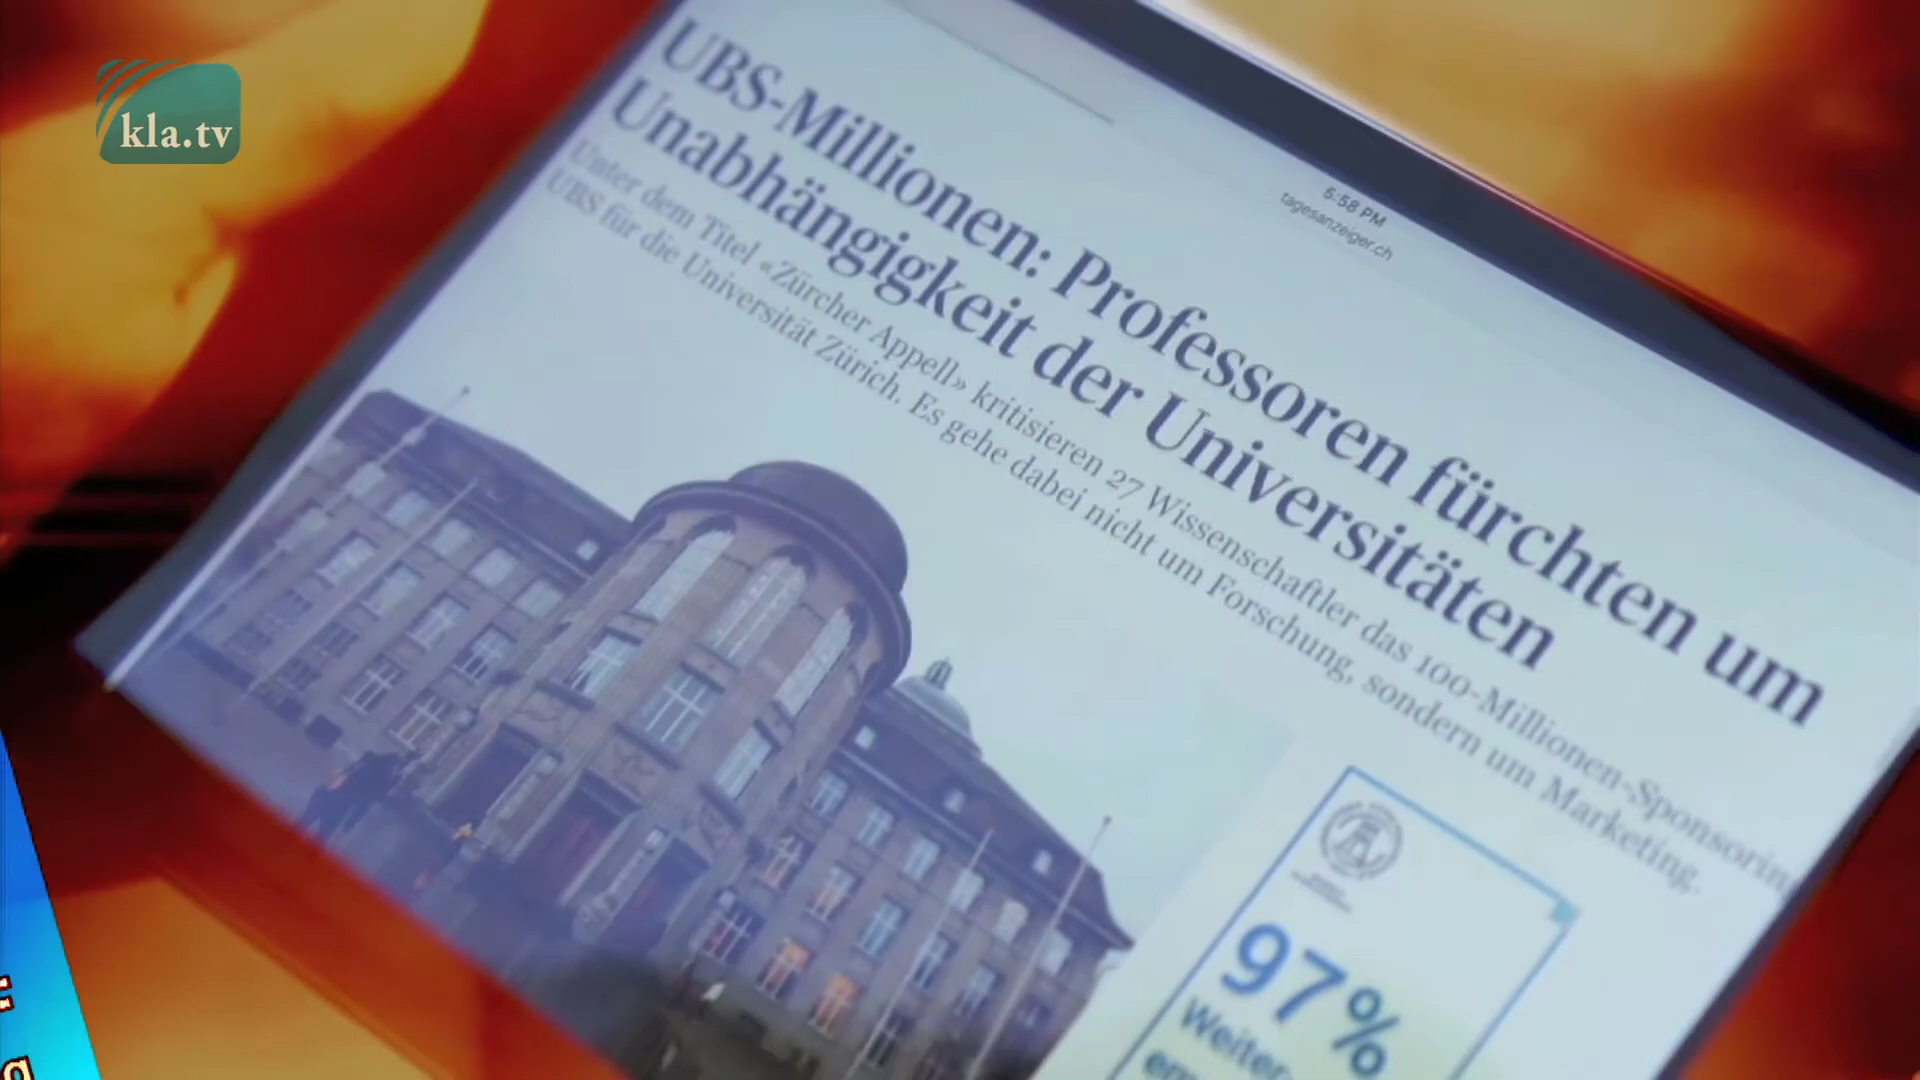 kla.tv
5:58 PM
tagesanzeiger.ch
UBS-Millionen: Professoren fürchten um
Unabhängigkeit der Universitäten
Unter dem Titel «Zürcher Appell» kritisieren 27 Wissenschaftler das 100-Millionen-Sponsoring
UBS für die Universität Zürich. Es gehe dabei nicht um Forschung, sondern um Marketing.
97%
Weiter-